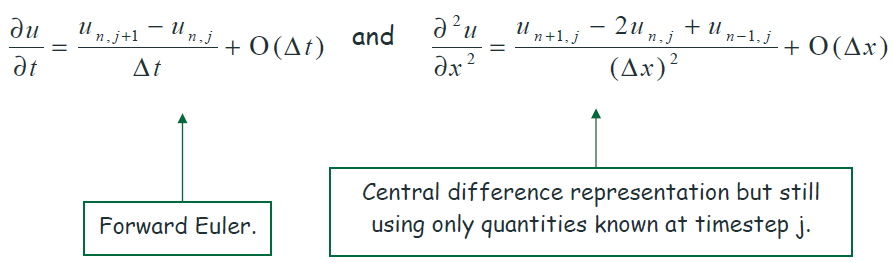 ∂u/∂t = (u_{n,j+1} − u_{n,j})/Δt + O(Δt) and ∂²u/∂x² = (u_{n+1,j} − 2u_{n,j} + u_{n−1,j})/(Δx)² + O(Δx)
Forward Euler.
Central difference representation but still
using only quantities known at timestep j.